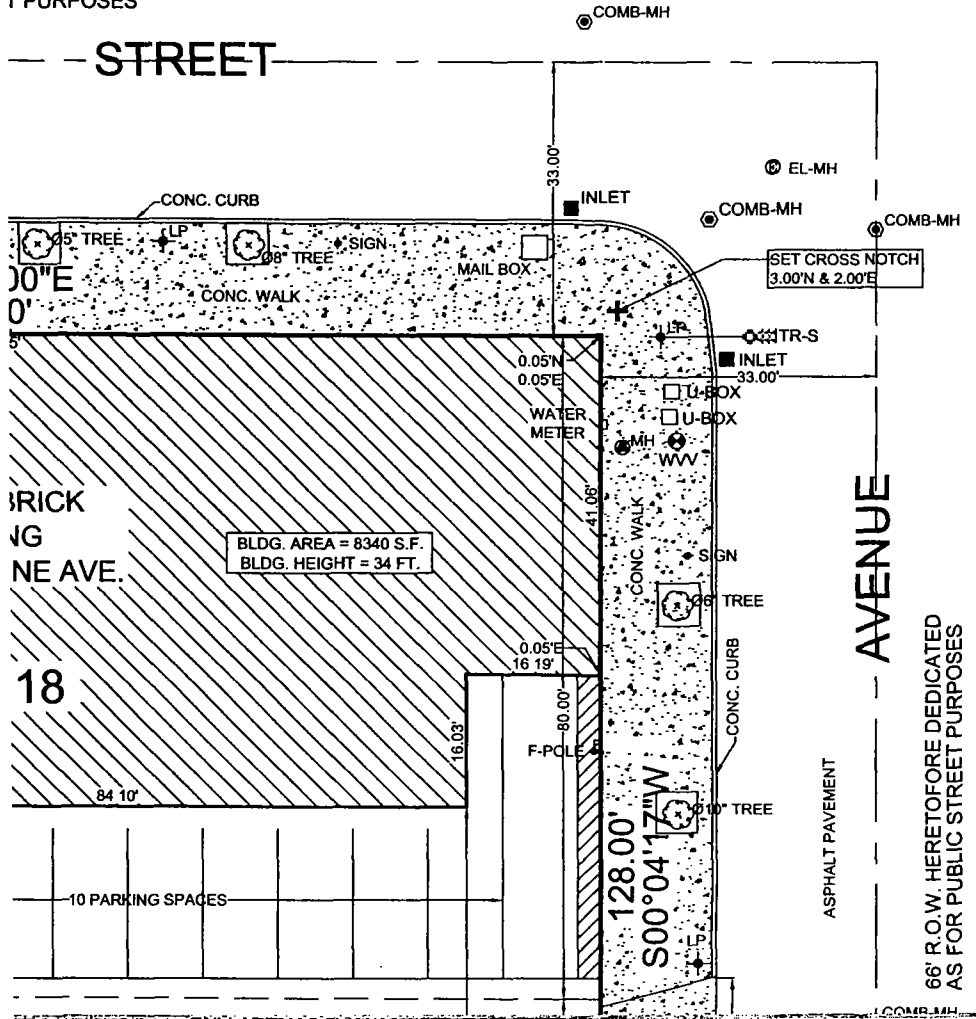 PURPOSES
COMB-MH
STREET
33.00'
EL-MH
CONC. CURB
INLET
COMB-MH
COMB-MH
Ø5" TREE
LP
Ø8" TREE
SIGN
MAIL BOX
SET CROSS NOTCH
3.00'N & 2.00'E
00"E
0'
CONC. WALK
LP
TR-S
INLET
0.05'N
0.05'E
33.00'
U-BOX
U-BOX
WATER
METER
MH
WVV
41.06'
CONC. WALK
BRICK
NG
NE AVE.
BLDG. AREA = 8340 S.F.
BLDG. HEIGHT = 34 FT.
AVENUE
SIGN
Ø6" TREE
0.05'E
16 19'
18
80.00'
16.03'
F-POLE
CONC. CURB
66' R.O.W. HERETOFORE DEDICATED
AS FOR PUBLIC STREET PURPOSES
84 10'
Ø10" TREE
128.00'
S00°04'17"W
ASPHALT PAVEMENT
10 PARKING SPACES
LP
COMB-MH